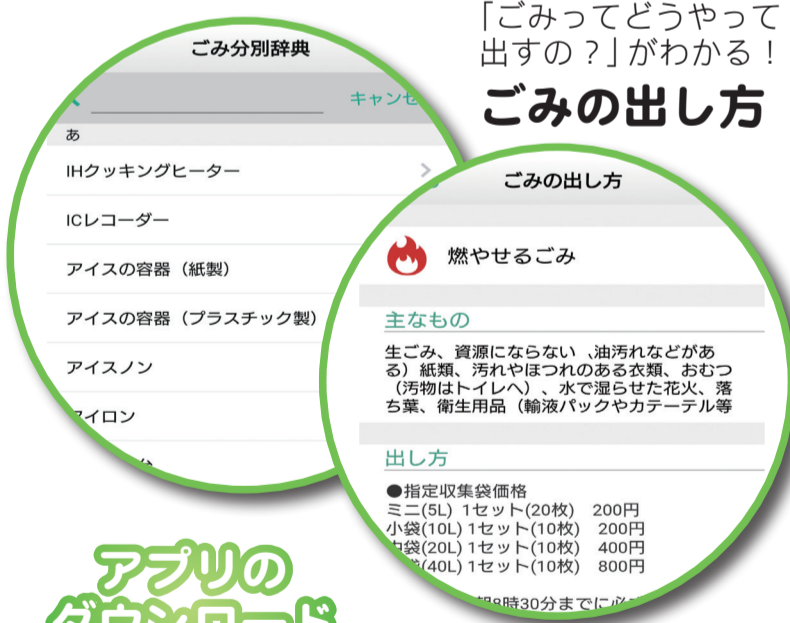 「ごみってどうやって
出すの？」がわかる！
ごみの出し方
ごみ分別辞典
キャンセ
あ
IHクッキングヒーター
ICレコーダー
アイスの容器（紙製）
アイスの容器（プラスチック製）
アイスノン
アイロン
ごみの出し方
燃やせるごみ
主なもの
生ごみ、資源にならない 、油汚れなどがあ
る）紙類、汚れやほつれのある衣類、おむつ
（汚物はトイレへ）、水で湿らせた花火、落
ち葉、衛生用品（輸液パックやカテーテル等
出し方
●指定収集袋価格
ミニ(5L) 1セット(20枚) 200円
小袋(10L) 1セット(10枚) 200円
中袋(20L) 1セット(10枚) 400円
(40L) 1セット(10枚) 800円
朝8時30分までに必
アプリの
ダウンロード